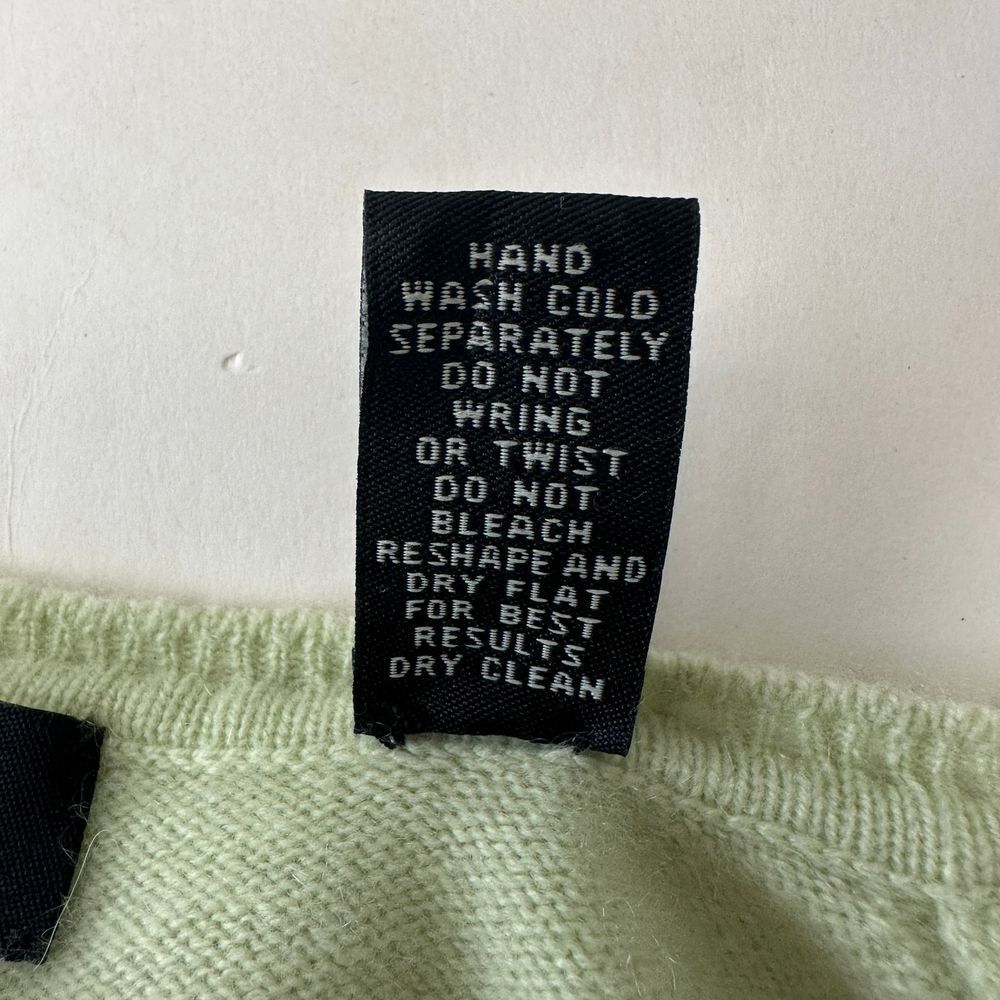 HAND
WASH COLD
SEPARATELY
DO NOT
WRING
OR TWIST
DO NOT
BLEACH
RESHAPE AND
DRY FLAT
FOR BEST
RESULTS
DRY CLEAN